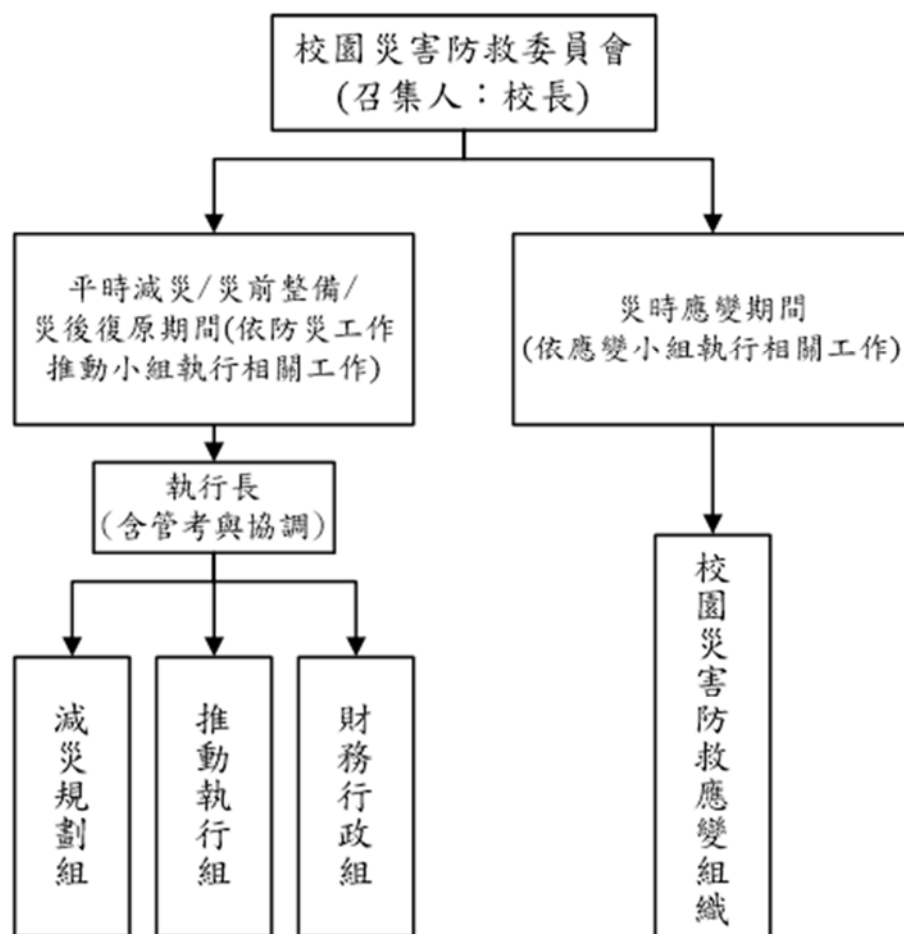 校園災害防救委員會
(召集人：校長)
平時減災/災前整備/
災後復原期間(依防災工作
推動小組執行相關工作)
災時應變期間
(依應變小組執行相關工作)
執行長
(含管考與協調)
減災規劃組
推動執行組
財務行政組
校園災害防救應變組織